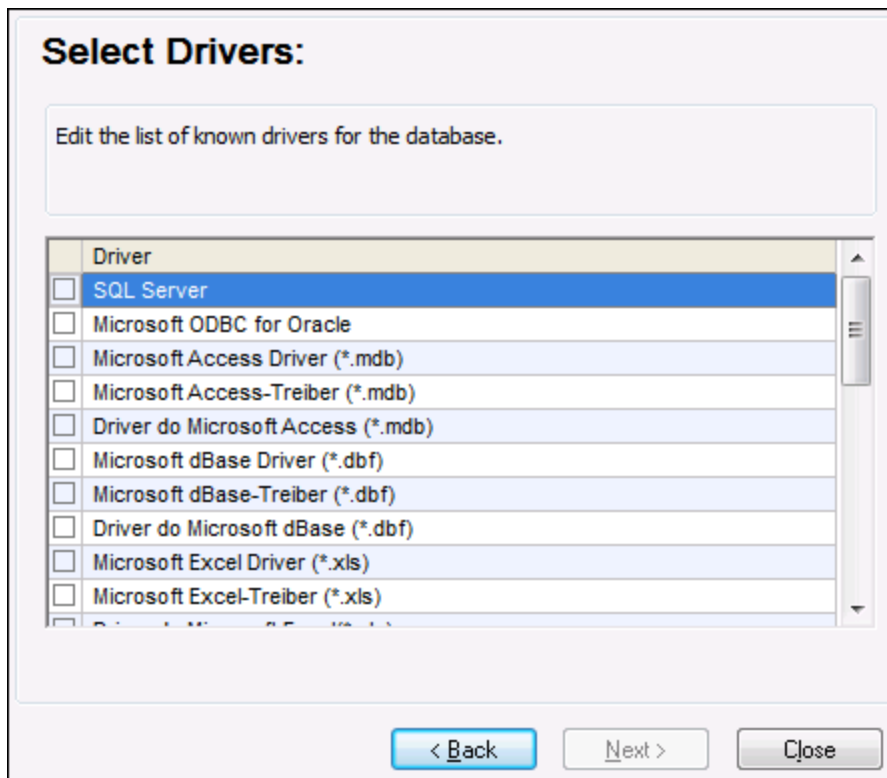 Select Drivers:
Edit the list of known drivers for the database.
Driver
SQL Server
Microsoft ODBC for Oracle
Microsoft Access Driver (*.mdb)
Microsoft Access-Treiber (*.mdb)
Driver do Microsoft Access (*.mdb)
Microsoft dBase Driver (*.dbf)
Microsoft dBase-Treiber (*.dbf)
Driver do Microsoft dBase (*.dbf)
Microsoft Excel Driver (*.xls)
Microsoft Excel-Treiber (*.xls)
< Back
Next >
Close